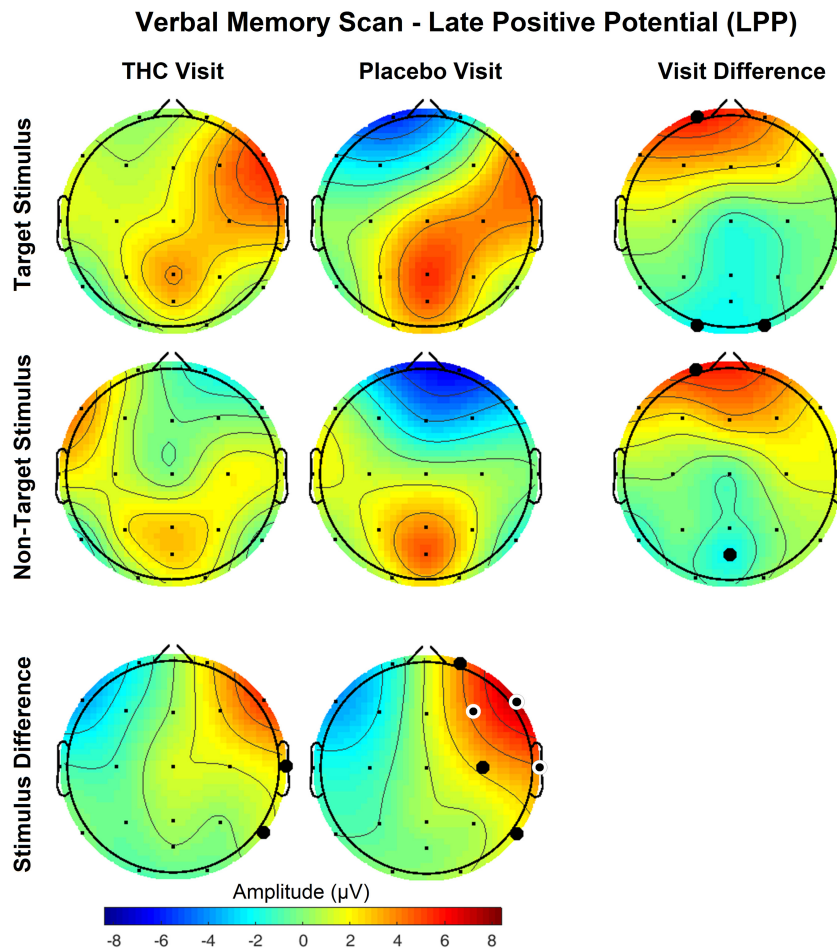 Verbal Memory Scan - Late Positive Potential (LPP)
THC Visit
Placebo Visit
Visit Difference
Target Stimulus
Non-Target Stimulus
Stimulus Difference
Amplitude (µV)
-8 -6 -4 -2 0 2 4 6 8